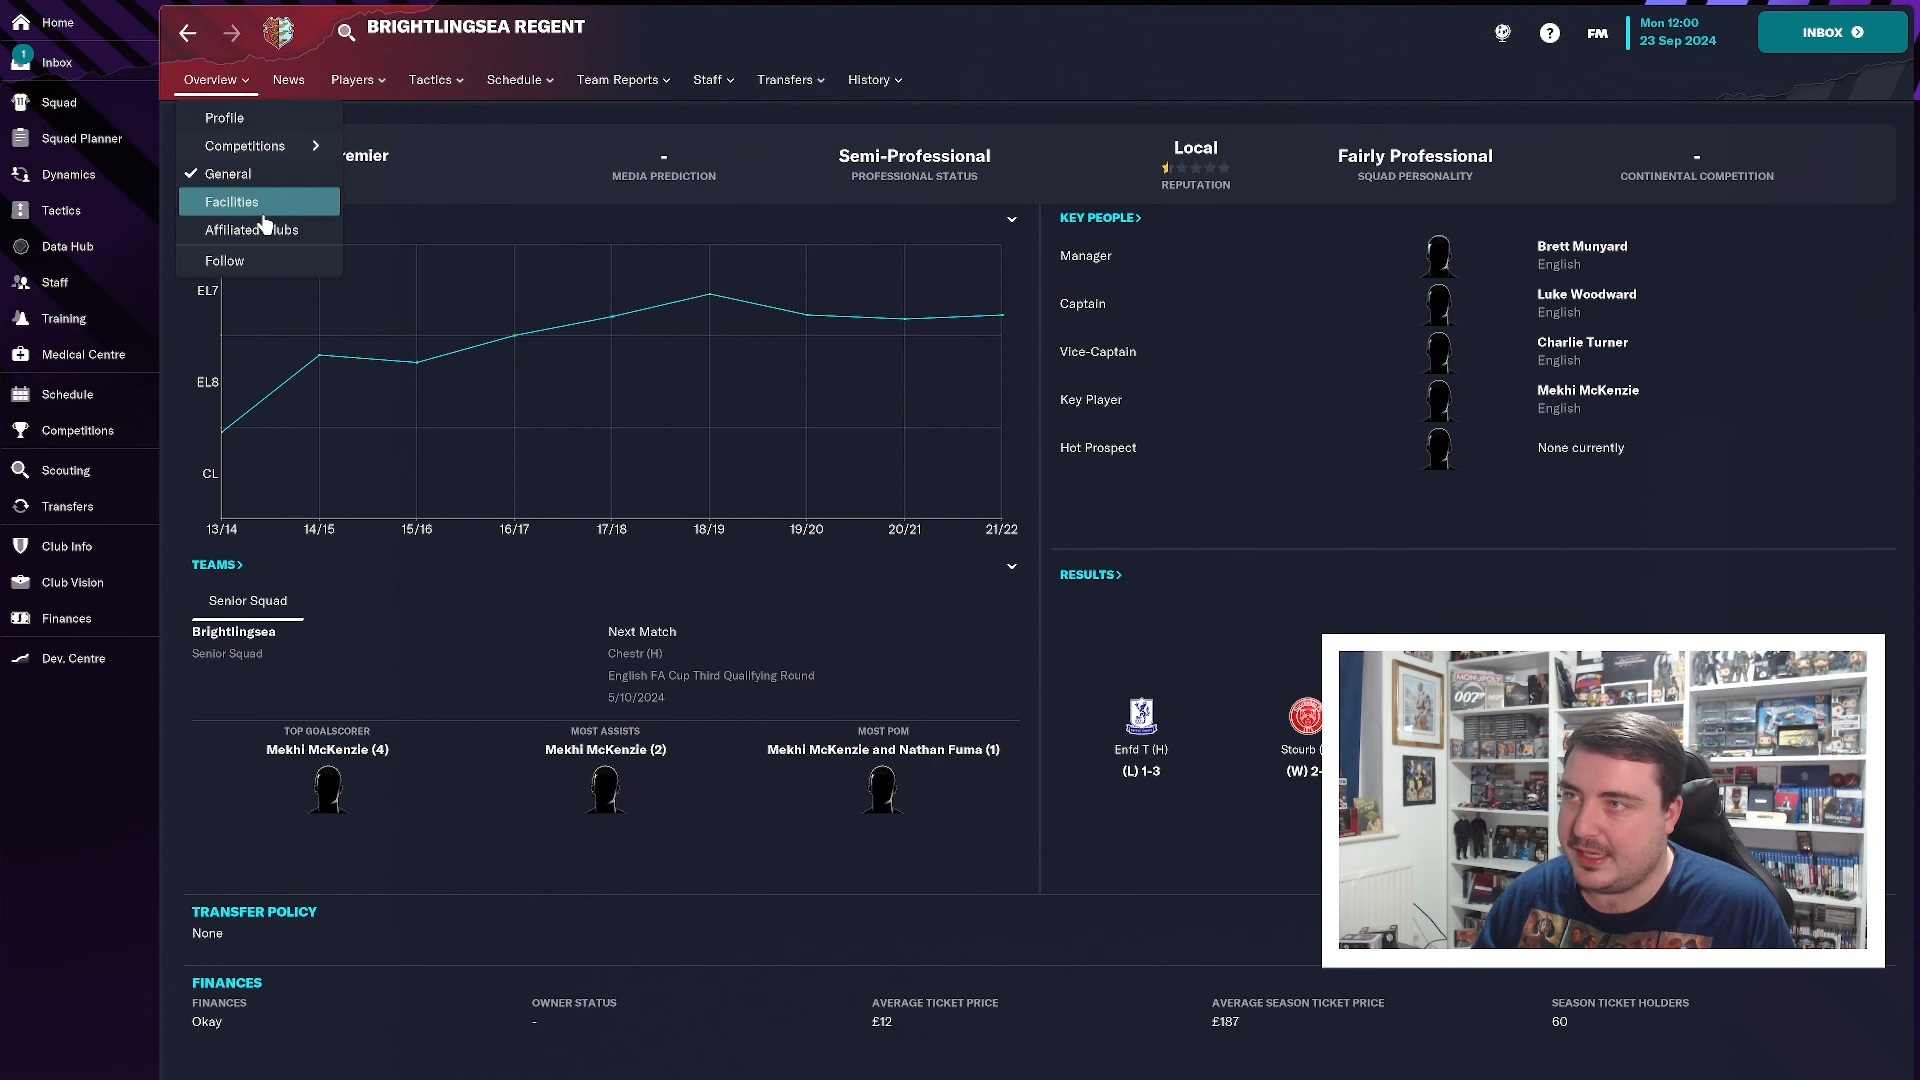 Home
1
Inbox
Squad
Squad Planner
Dynamics
Tactics
Data Hub
Staff
Training
Medical Centre
Schedule
Competitions
Scouting
Transfers
Club Info
Club Vision
Finances
Dev. Centre
BRIGHTLINGSEA REGENT
FM
Mon 12:00
23 Sep 2024
INBOX
Overview
News
Players
Tactics
Schedule
Team Reports
Staff
Transfers
History
Profile
Competitions
General
Facilities
Affiliated
Follow
remier
-
MEDIA PREDICTION
Semi-Professional
PROFESSIONAL STATUS
Local
REPUTATION
Fairly Professional
SQUAD PERSONALITY
-
CONTINENTAL COMPETITION
EL7
EL8
CL
13/14 14/15 15/16 16/17 17/18 18/19 19/20 20/21 21/22
KEY PEOPLE>
Manager
Brett Munyard
English
Captain
Luke Woodward
English
Vice-Captain
Charlie Turner
English
Key Player
Mekhi McKenzie
English
Hot Prospect
None currently
TEAMS>
Senior Squad
Brightlingsea
Senior Squad
Next Match
Chestr (H)
English FA Cup Third Qualifying Round
5/10/2024
TOP GOALSCORER
Mekhi McKenzie (4)
MOST ASSISTS
Mekhi McKenzie (2)
MOST POM
Mekhi McKenzie and Nathan Fuma (1)
RESULTS>
Enfd T (H)
(L) 1-3
Stourb (
(W) 2-
MONOPOLY
007
TRANSFER POLICY
None
FINANCES
FINANCES
Okay
OWNER STATUS
-
AVERAGE TICKET PRICE
£12
AVERAGE SEASON TICKET PRICE
£187
SEASON TICKET HOLDERS
60